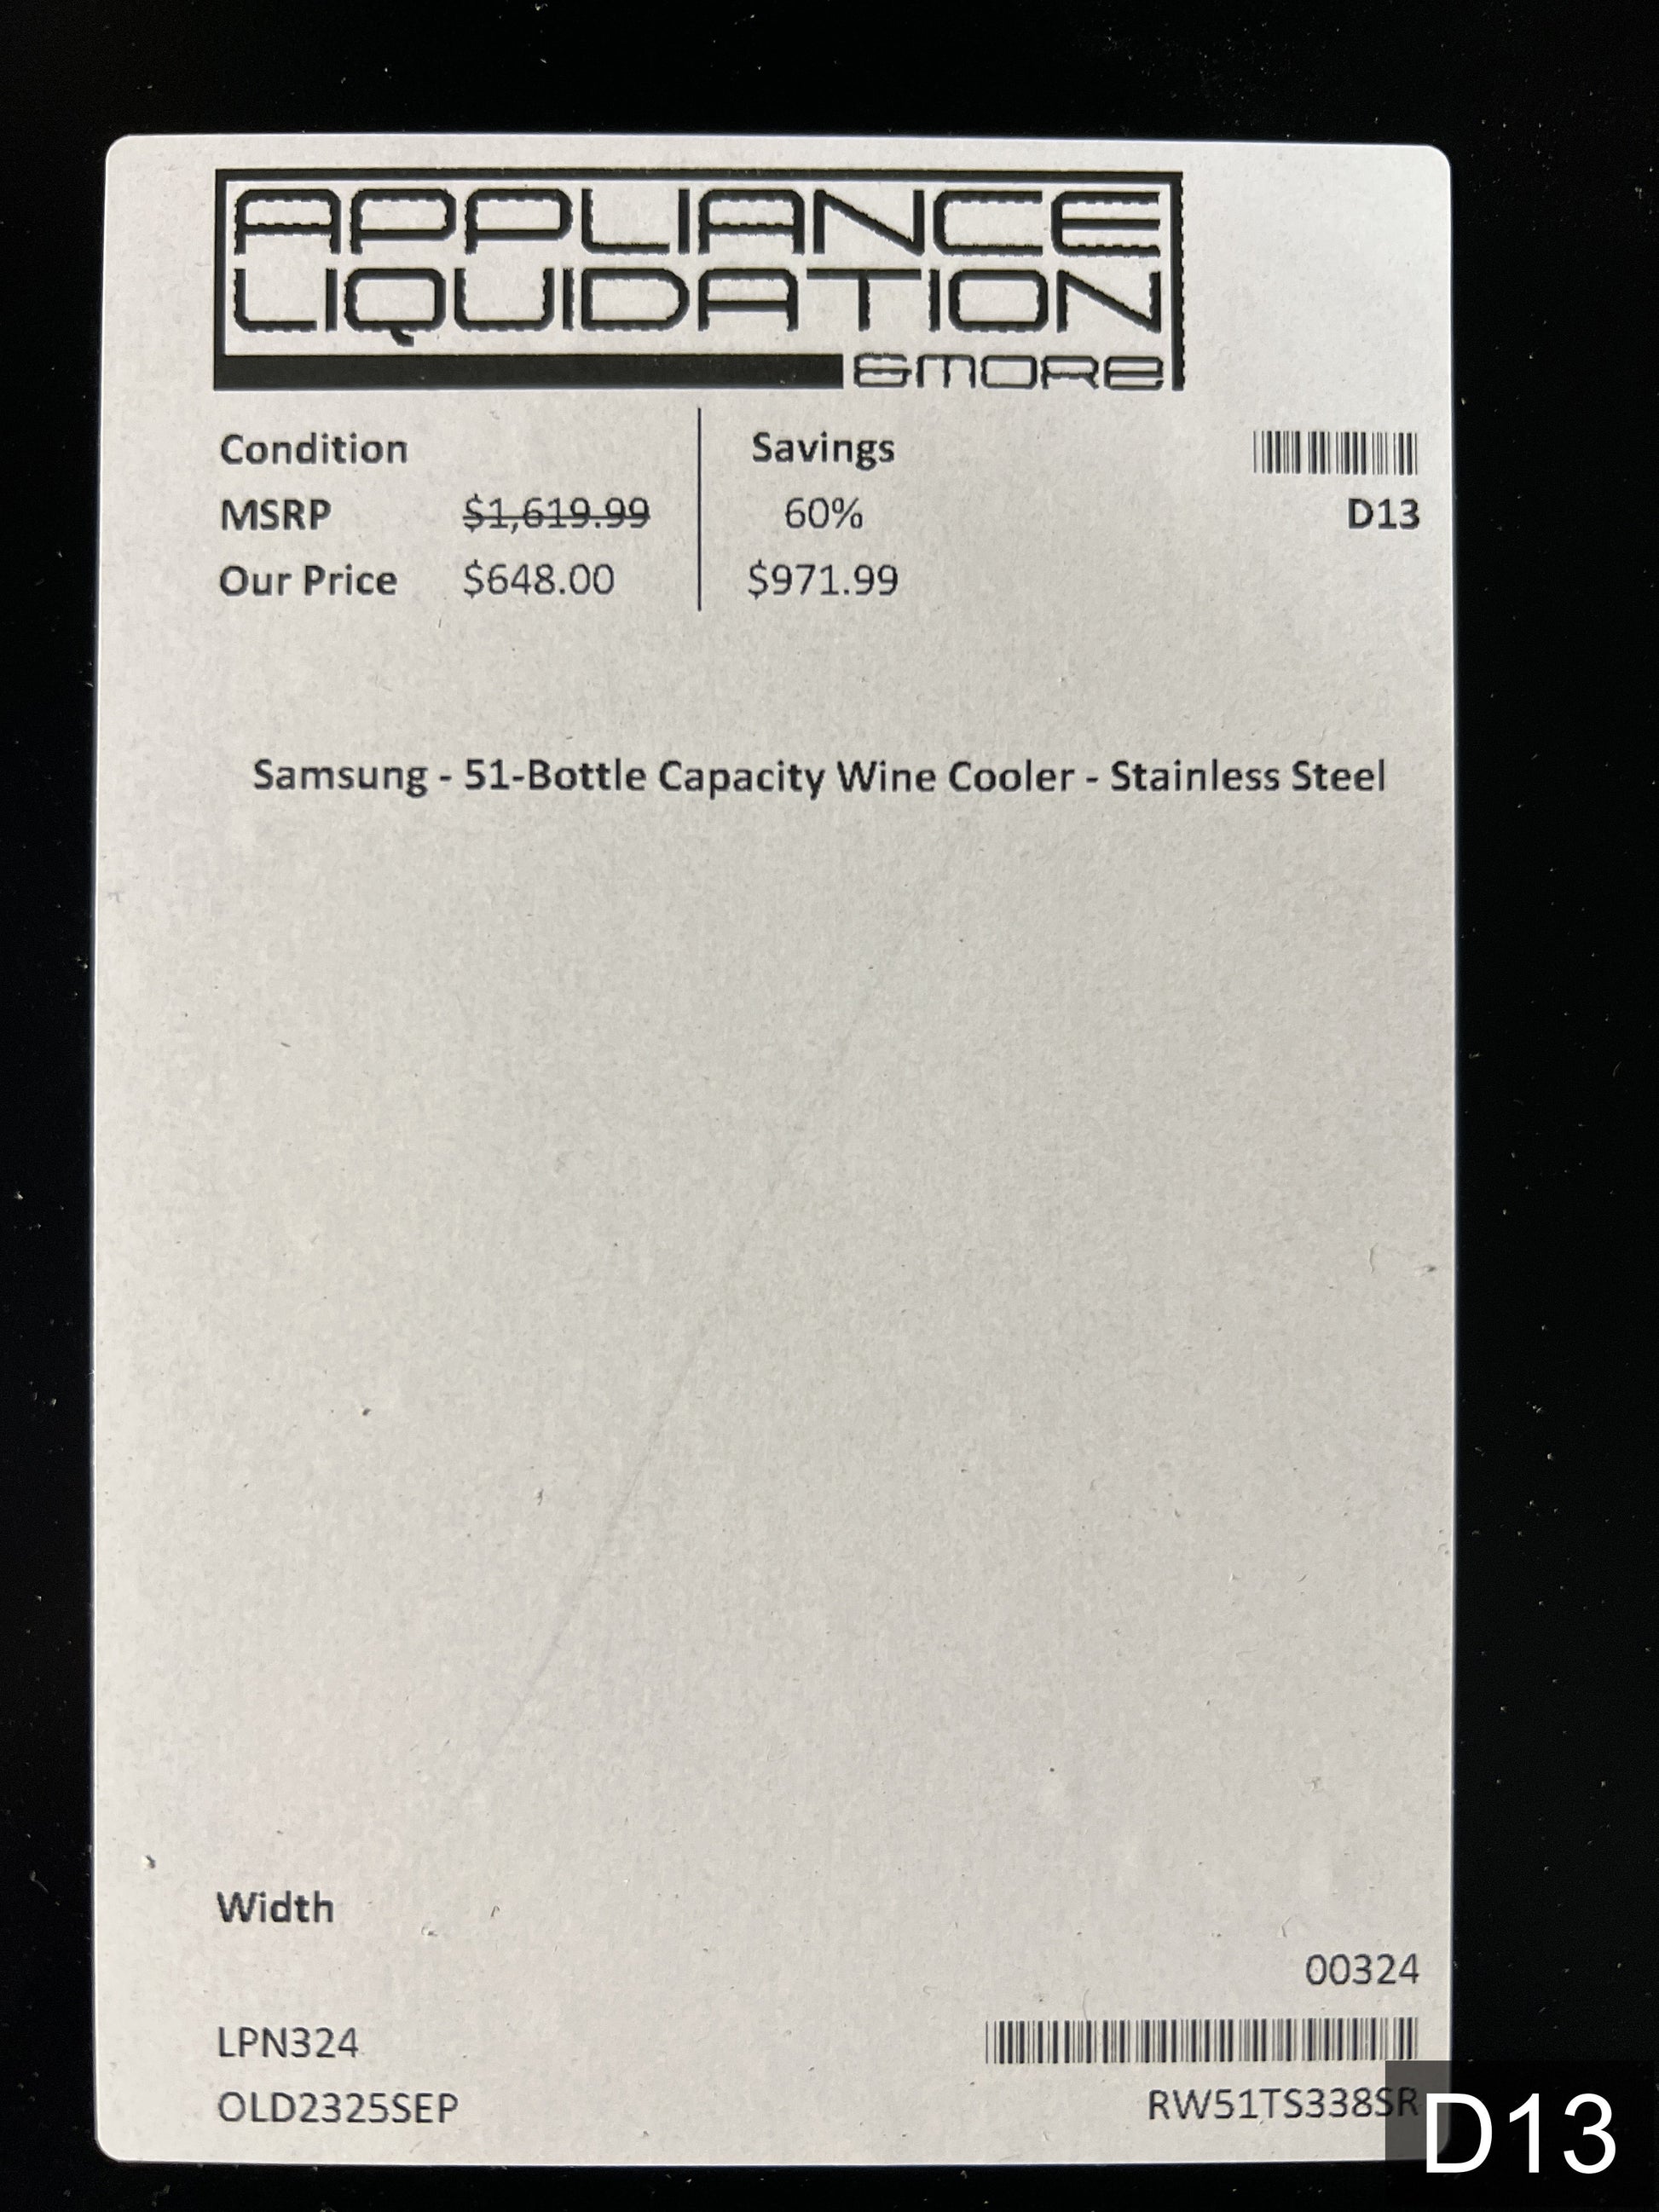 APPLIANCE
LIQUIDATION
&MORE
Condition Savings
MSRP $1,619.99 60% D13
Our Price $648.00 $971.99
Samsung - 51-Bottle Capacity Wine Cooler - Stainless Steel
Width
00324
LPN324
OLD2325SEP RW51TS338SR
D13